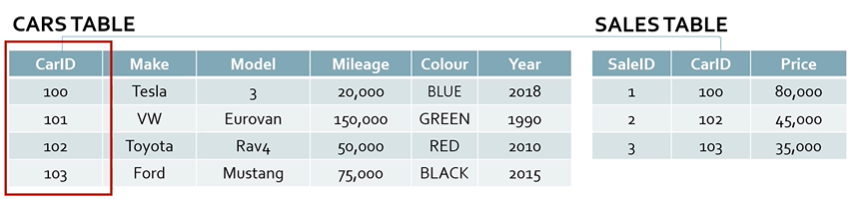 CARS TABLE
CarID Make Model Mileage Colour Year
100 Tesla 3 20,000 BLUE 2018
101 VW Eurovan 150,000 GREEN 1990
102 Toyota Rav4 50,000 RED 2010
103 Ford Mustang 75,000 BLACK 2015
SALES TABLE
SaleID CarID Price
1 100 80,000
2 102 45,000
3 103 35,000